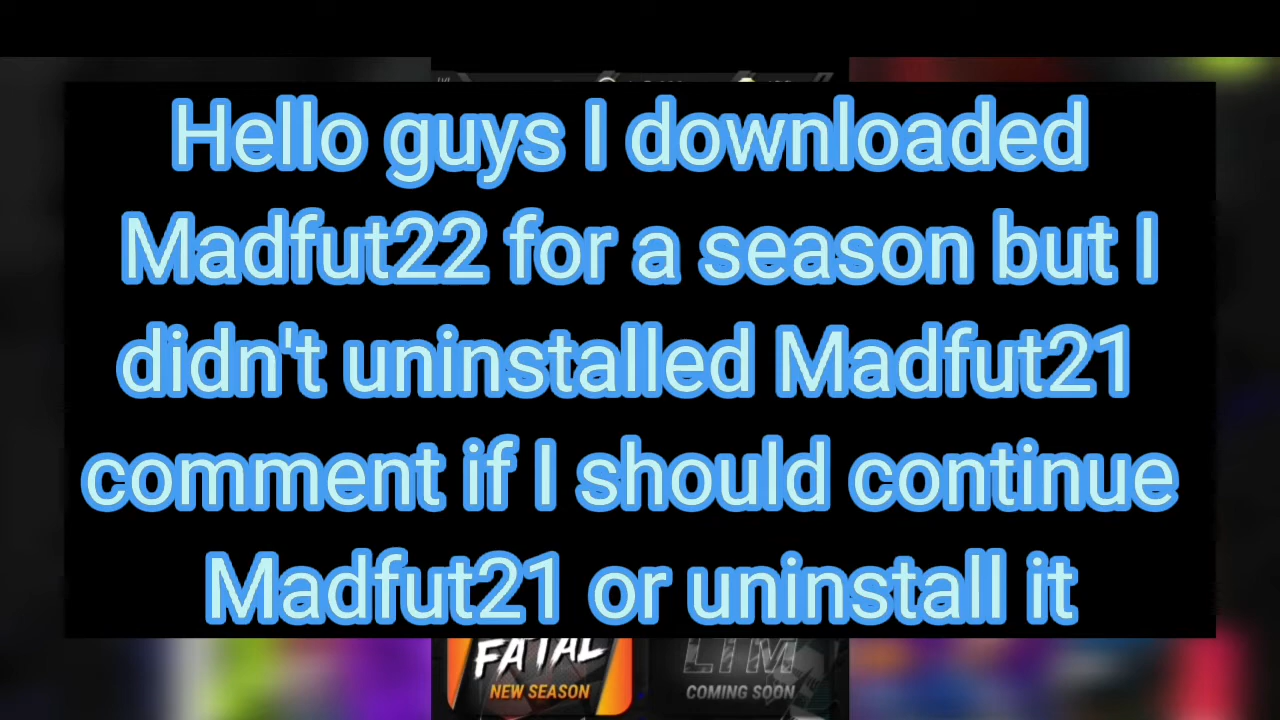 Hello guys I downloaded
Madfut22 for a season but I
didn't uninstalled Madfut21
comment if I should continue
Madfut21 or uninstall it
FATAL LTM
NEW SEASON COMING SOON